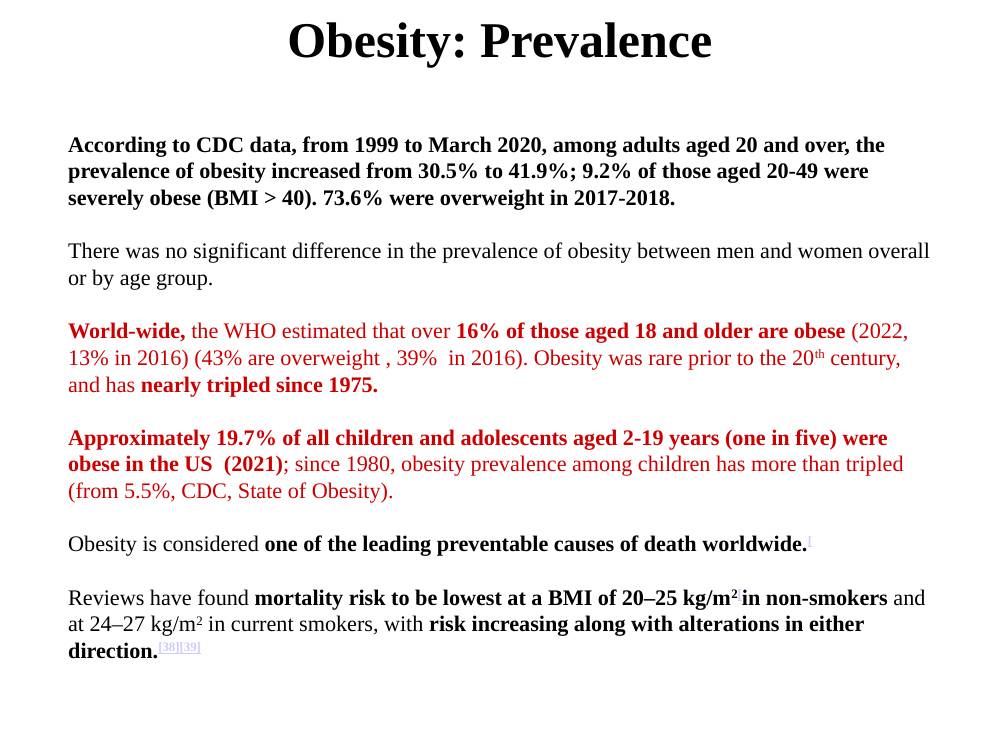 Obesity: Prevalence
According to CDC data, from 1999 to March 2020, among adults aged 20 and over, the
prevalence of obesity increased from 30.5% to 41.9%; 9.2% of those aged 20-49 were
severely obese (BMI > 40). 73.6% were overweight in 2017-2018.
There was no significant difference in the prevalence of obesity between men and women overall
or by age group.
World-wide, the WHO estimated that over 16% of those aged 18 and older are obese (2022,
13% in 2016) (43% are overweight , 39%  in 2016). Obesity was rare prior to the 20th century,
and has nearly tripled since 1975.
Approximately 19.7% of all children and adolescents aged 2-19 years (one in five) were
obese in the US  (2021); since 1980, obesity prevalence among children has more than tripled
(from 5.5%, CDC, State of Obesity).
Obesity is considered one of the leading preventable causes of death worldwide.[
Reviews have found mortality risk to be lowest at a BMI of 20–25 kg/m²[in non-smokers and
at 24–27 kg/m² in current smokers, with risk increasing along with alterations in either
direction.[38][39]